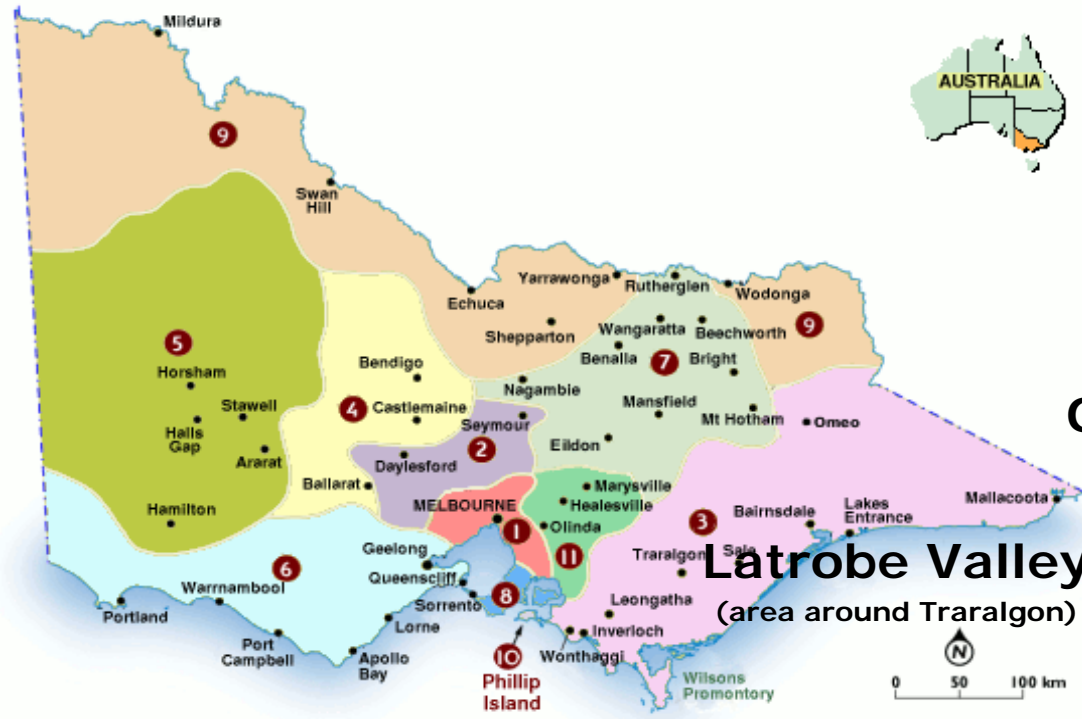 Mildura
AUSTRALIA
9
Swan
Hill
Yarrawonga
Rutherglen
Wodonga
Echuca
Shepparton
Wangaratta
Beechworth
9
5
Benalla
7
Bright
Bendigo
Horsham
Nagambie
4
Castlemaine
Mansfield
Stawell
Seymour
Mt Hotham
Omeo
Halls
Gap
2
Eildon
Ararat
Daylesford
Ballarat
Marysville
MELBOURNE
Healesville
Mallacoota
Hamilton
Olinda
3
Bairnsdale
Lakes
Entrance
1
Geelong
11
Traralgon
Sale
Latrobe Valley
6
Queenscliff
Warrnambool
8
Sorrento
Leongatha
(area around Traralgon)
Portland
Lorne
Inverloch
Port
Campbell
Wonthaggi
N
Apollo
Bay
10
Phillip
Island
Wilsons
Promontory
0 50 100 km